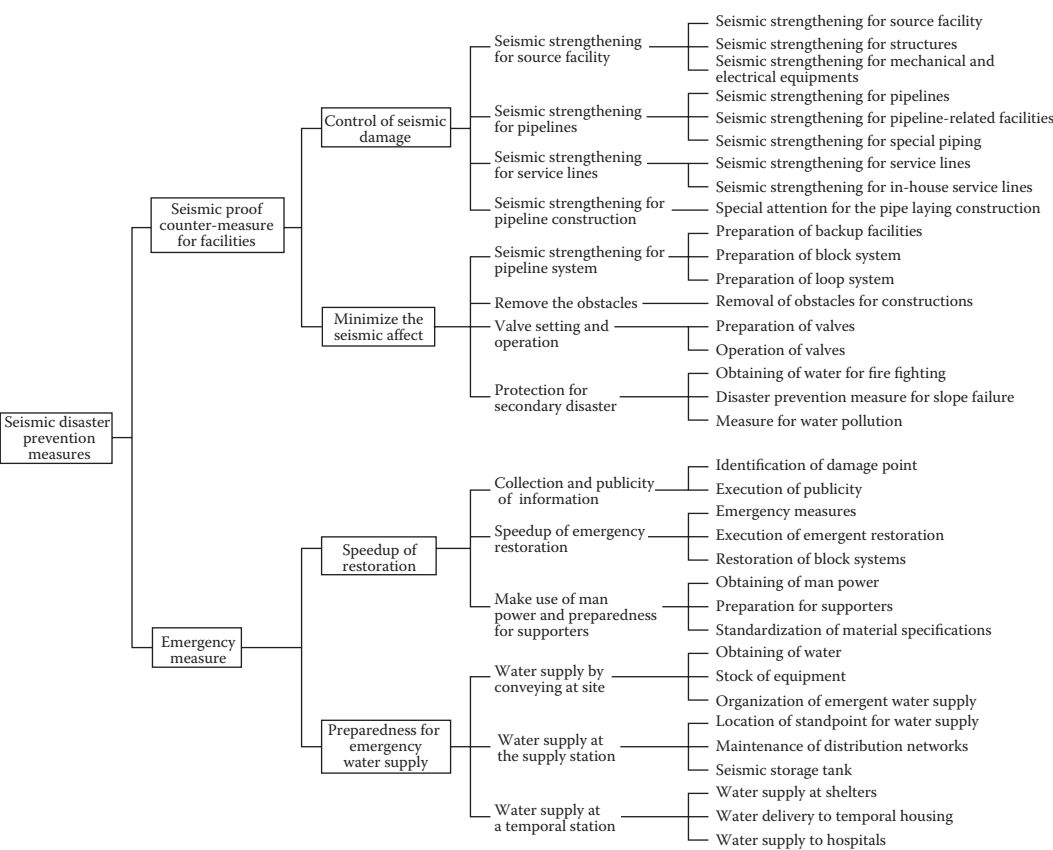 Seismic disaster
prevention
measures
Seismic proof
counter-measure
for facilities
Control of seismic
damage
Seismic strengthening
for source facility
Seismic strengthening for source facility
Seismic strengthening for structures
Seismic strengthening for mechanical and
electrical equipments
Seismic strengthening
for pipelines
Seismic strengthening for pipelines
Seismic strengthening for pipeline-related facilities
Seismic strengthening for special piping
Seismic strengthening
for service lines
Seismic strengthening for service lines
Seismic strengthening for in-house service lines
Seismic strengthening for
pipeline construction
Special attention for the pipe laying construction
Minimize the
seismic affect
Seismic strengthening for
pipeline system
Preparation of backup facilities
Preparation of block system
Preparation of loop system
Remove the obstacles
Removal of obstacles for constructions
Valve setting and
operation
Preparation of valves
Operation of valves
Protection for
secondary disaster
Obtaining of water for fire fighting
Disaster prevention measure for slope failure
Measure for water pollution
Emergency
measure
Speedup of
restoration
Collection and publicity
of information
Identification of damage point
Execution of publicity
Speedup of emergency
restoration
Emergency measures
Execution of emergent restoration
Restoration of block systems
Make use of man
power and preparedness
for supporters
Obtaining of man power
Preparation for supporters
Standardization of material specifications
Preparedness for
emergency
water supply
Water supply by
conveying at site
Obtaining of water
Stock of equipment
Organization of emergent water supply
Water supply at
the supply station
Location of standpoint for water supply
Maintenance of distribution networks
Seismic storage tank
Water supply at
a temporal station
Water supply at shelters
Water delivery to temporal housing
Water supply to hospitals